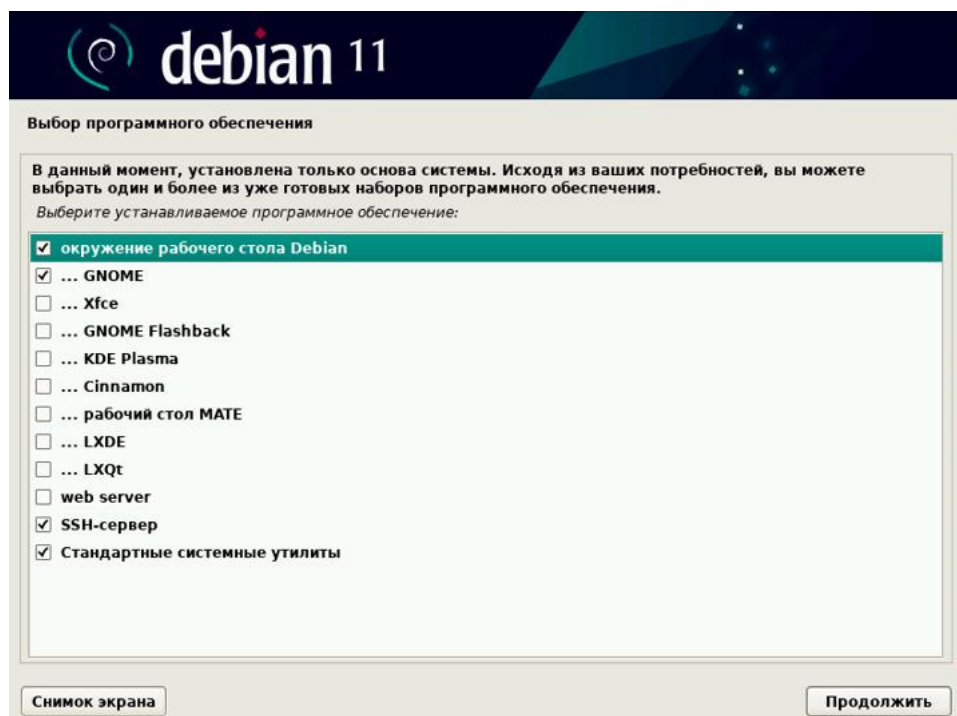 debian 11
Выбор программного обеспечения
В данный момент, установлена только основа системы. Исходя из ваших потребностей, вы можете
выбрать один и более из уже готовых наборов программного обеспечения.
Выберите устанавливаемое программное обеспечение:
окружение рабочего стола Debian
... GNOME
... Xfce
... GNOME Flashback
... KDE Plasma
... Cinnamon
... рабочий стол MATE
... LXDE
... LXQt
web server
SSH-сервер
Стандартные системные утилиты
Снимок экрана
Продолжить